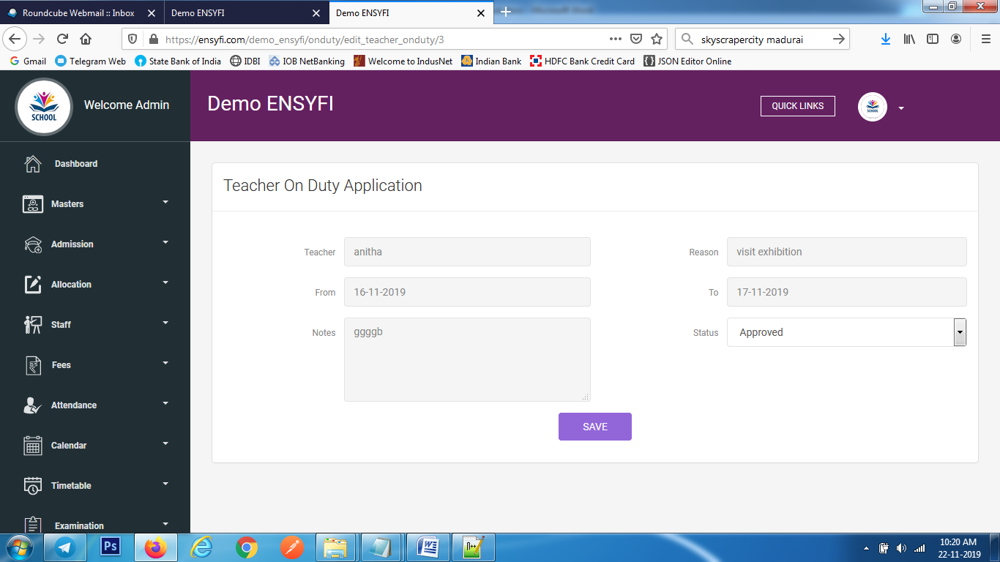 Roundcube Webmail :: Inbox
Demo ENSYFI
Demo ENSYFI
https://ensyfi.com/demo_ensyfi/onduty/edit_teacher_onduty/3
skyscrapercity madurai
Gmail
Telegram Web
State Bank of India
IDBI
IOB NetBanking
Welcome to IndusNet
Indian Bank
HDFC Bank Credit Card
JSON Editor Online
SCHOOL
Welcome Admin
Demo ENSYFI
QUICK LINKS
SCHOOL
Dashboard
Masters
Admission
Allocation
Staff
Fees
Attendance
Calendar
Timetable
Examination
Teacher On Duty Application
Teacher
anitha
Reason
visit exhibition
From
16-11-2019
To
17-11-2019
Notes
ggggb
Status
Approved
SAVE
Ps
10:20 AM
22-11-2019